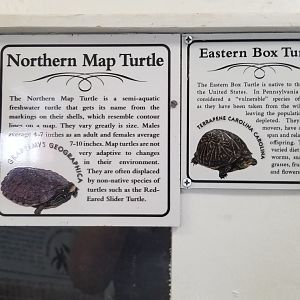 Northern Map Turtle
The Northern Map Turtle is a semi-aquatic
freshwater turtle that gets its name from the
markings on their shells, which resemble contour
lines on a map. They vary greatly is size. Males
average 4-7 inches as an adult and females average
7-10 inches. Map turtles are not
very adaptive to changes
in their environment.
They are often displaced
by non-native species of
turtles such as the Red-
Eared Slider Turtle.
GRAPTEMYS GEOGRAPHICA
Eastern Box Tu
The Eastern Box Turtle is native to th
the United States. In Pennsylvania
considered a "vulnerable" species of
as they have been taken from the wil
leaving the population
depleted. They
movers, have a
span and rela
offspring. T
varied die
worms, sna
grasses, fru
and flower
TERRAPENE CAROLINA CAROLINA